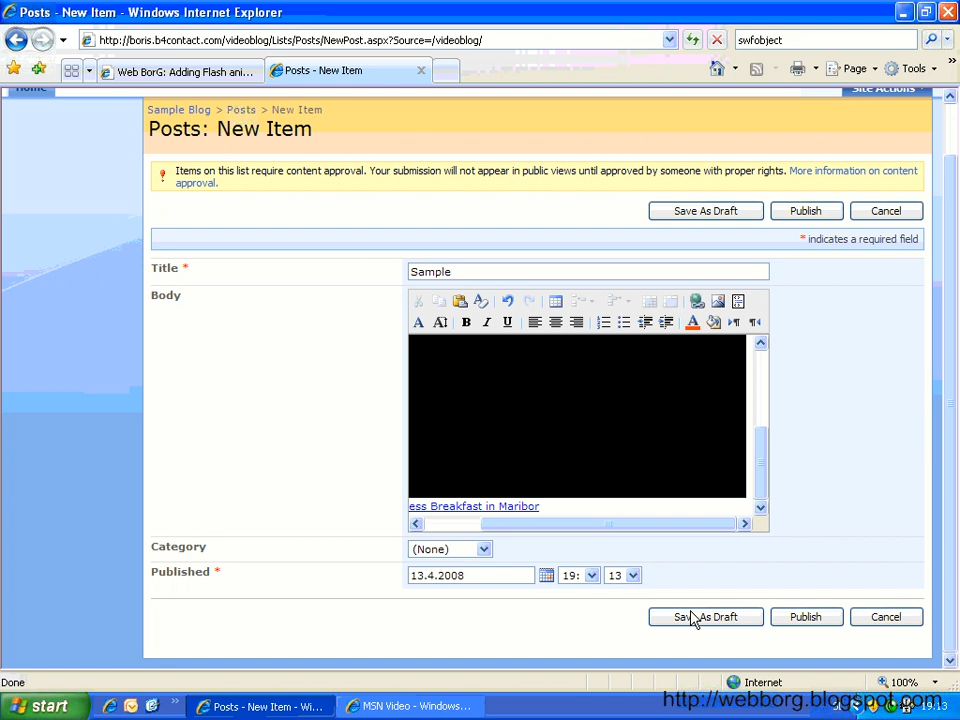 Posts - New Item - Windows Internet Explorer
http://boris.b4contact.com/videoblog/Lists/Posts/NewPost.aspx?Source=/videoblog/
swfobject
Web BorG: Adding Flash ani...
Posts - New Item
Page
Tools
Home
Site Actions
Sample Blog > Posts > New Item
Posts: New Item
Items on this list require content approval. Your submission will not appear in public views until approved by someone with proper rights. More information on content
approval.
Save As Draft
Publish
Cancel
* indicates a required field
Title *
Sample
Body
ess Breakfast in Maribor
Category
(None)
Published *
13.4.2008
19:
13
Save As Draft
Publish
Cancel
Done
Internet
100%
start
Posts - New Item - Wi...
MSN Video - Windows...
http://webborg.blogspot.com
19:13